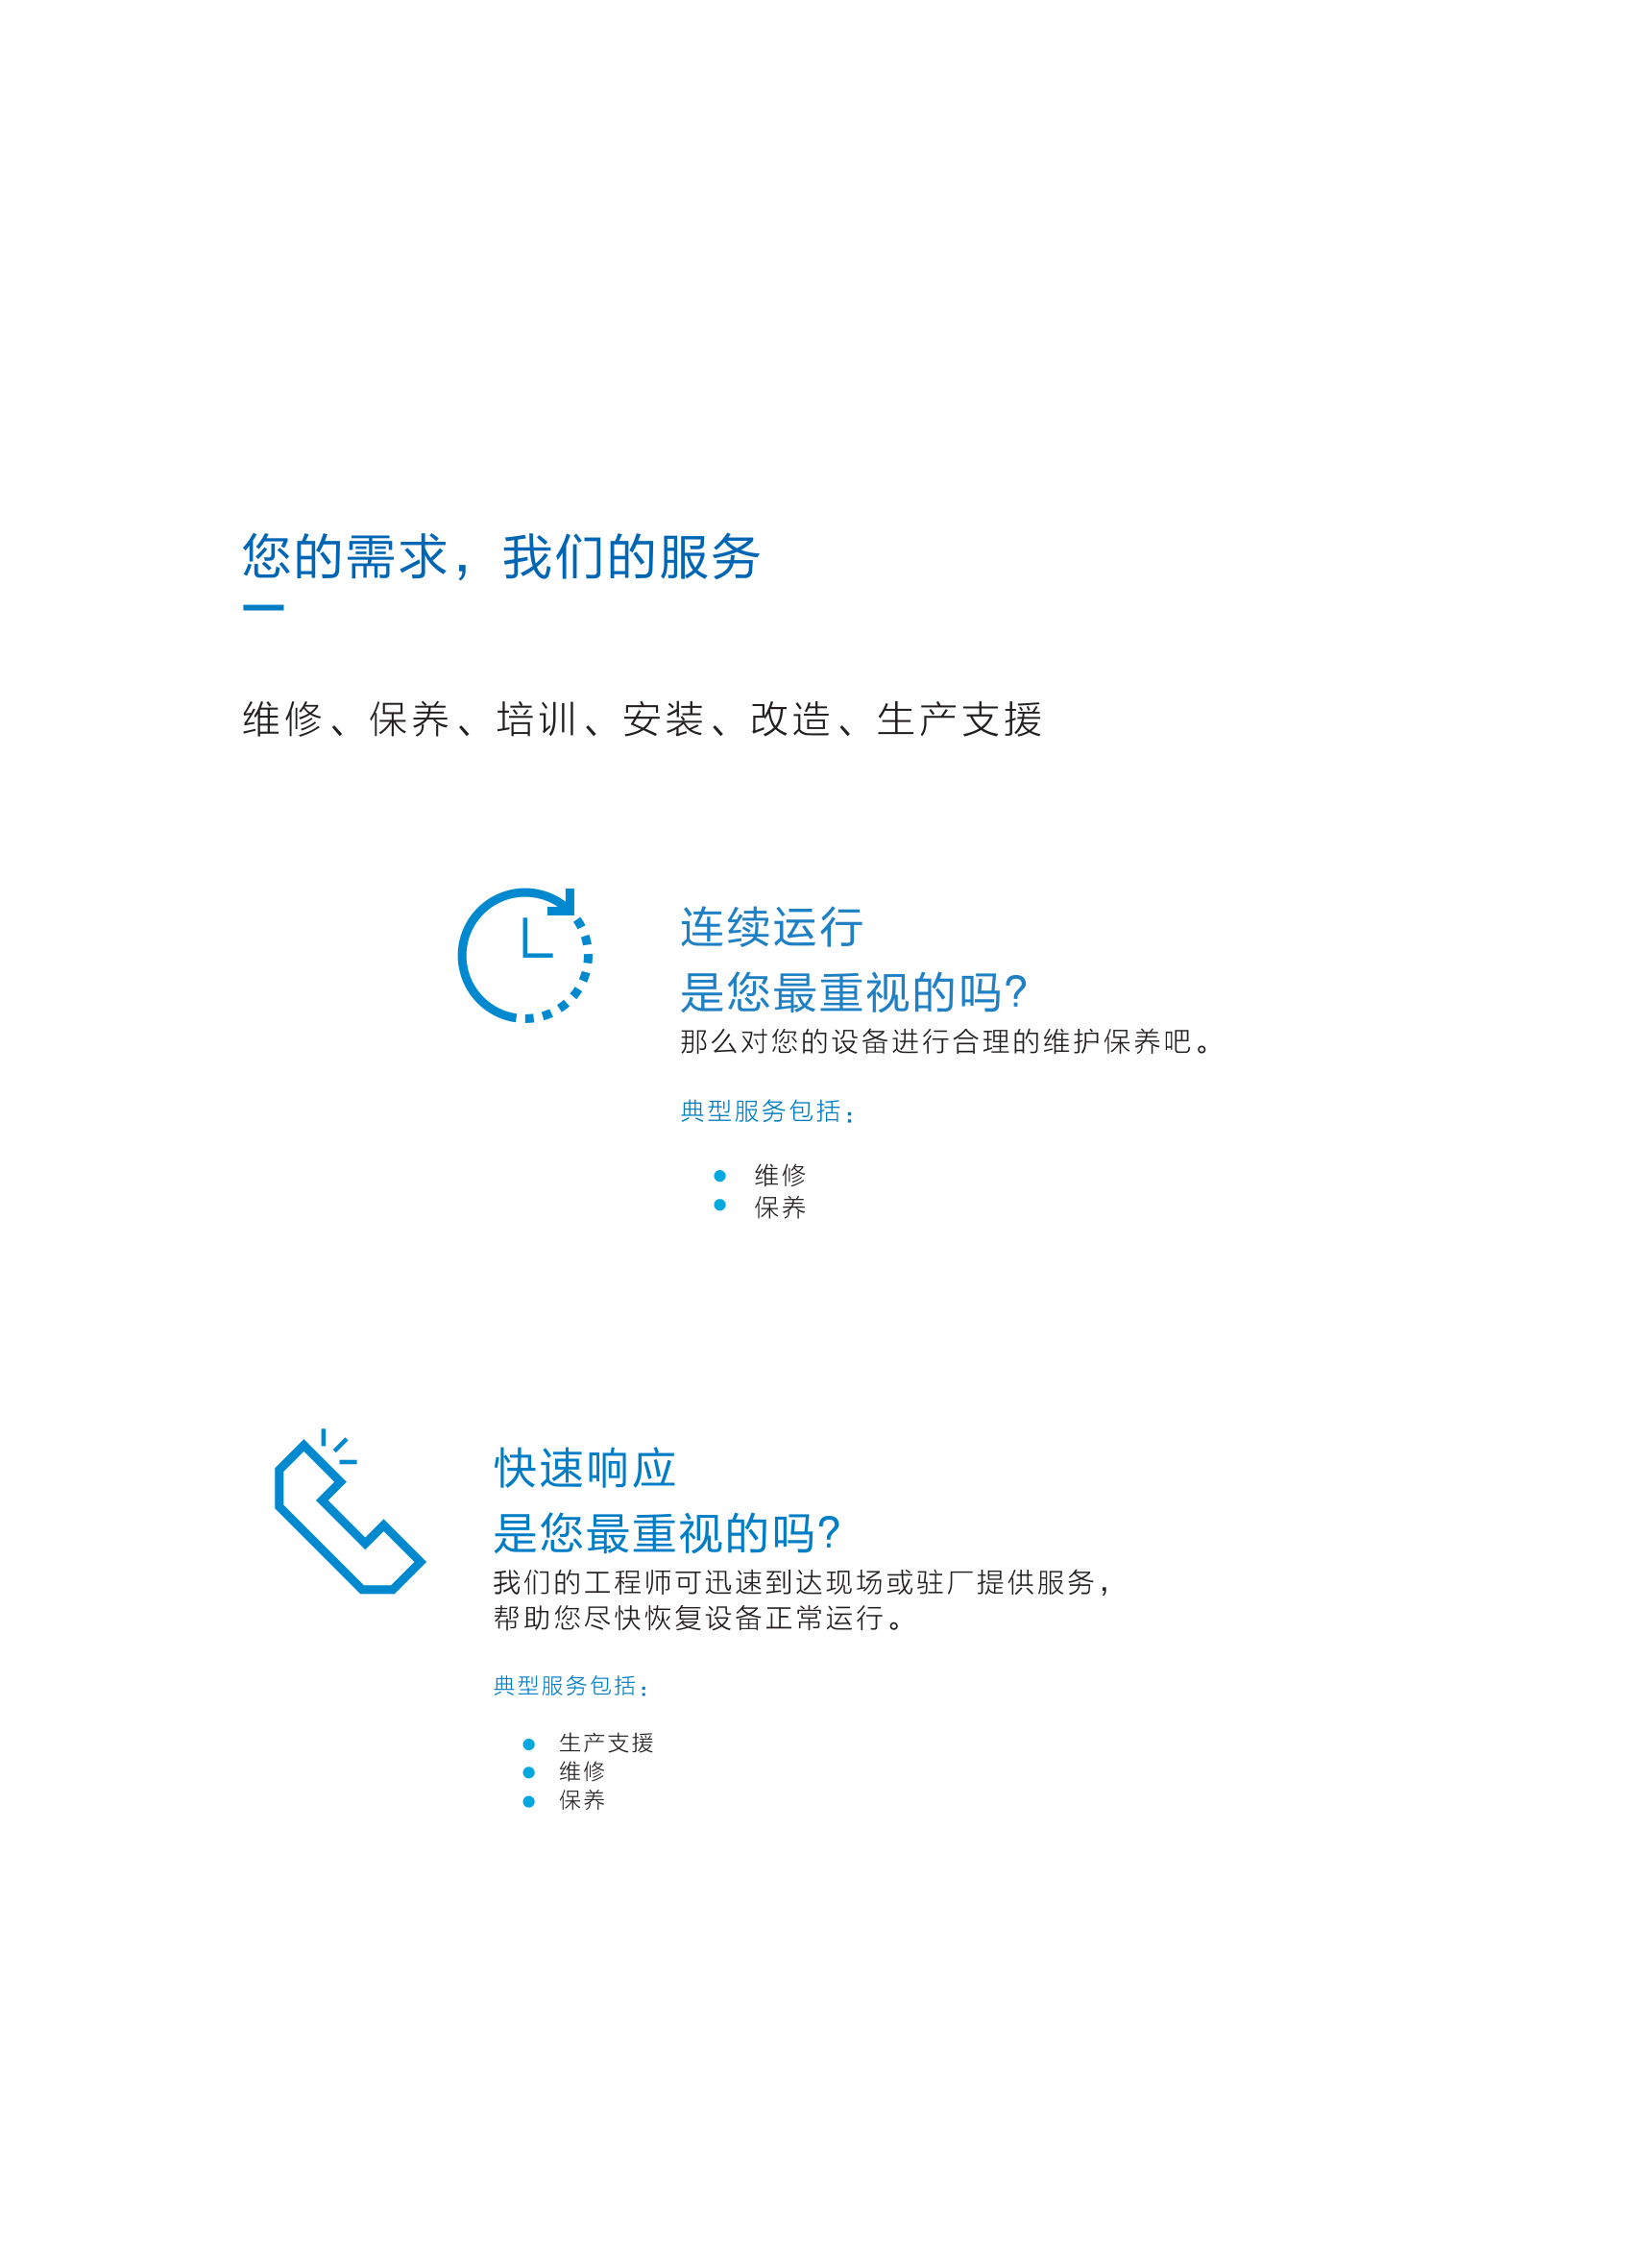 您的需求，我们的服务
维修、保养、培训、安装、改造、生产支援
连续运行
是您最重视的吗？
那么对您的设备进行合理的维护保养吧。
典型服务包括：
维修
保养
快速响应
是您最重视的吗？
我们的工程师可迅速到达现场或驻厂提供服务，
帮助您尽快恢复设备正常运行。
典型服务包括：
生产支援
维修
保养